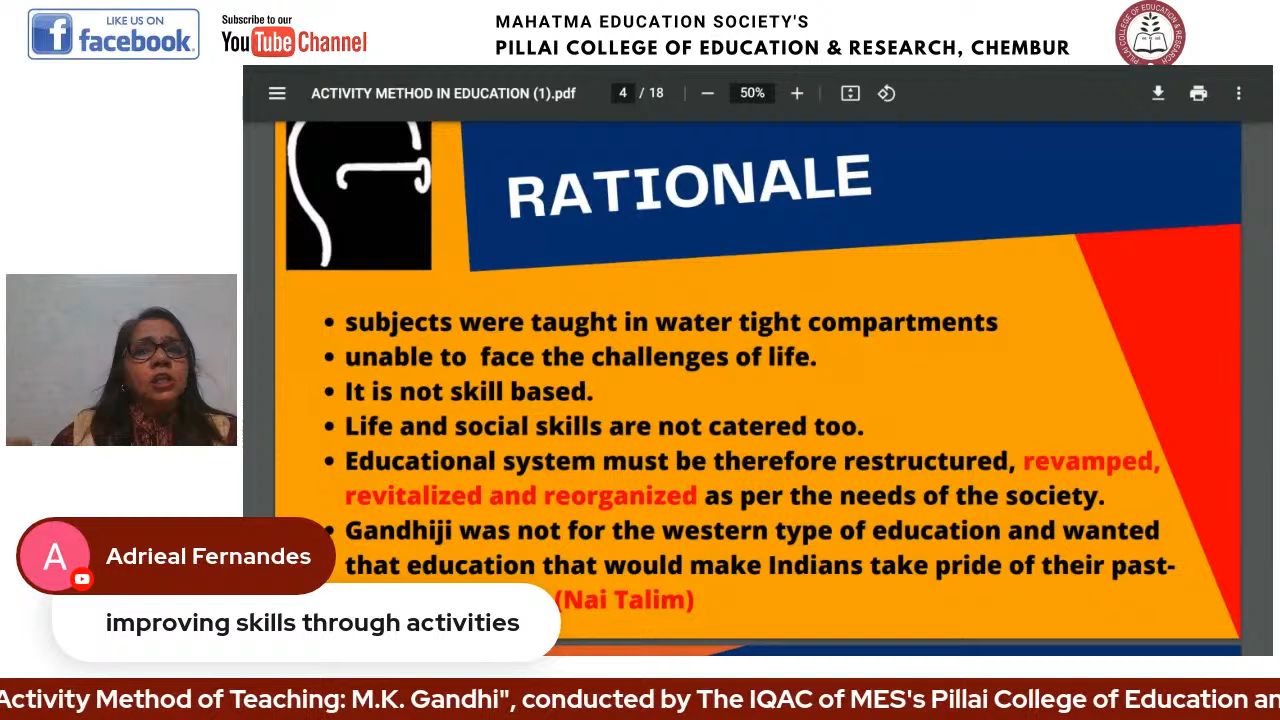 LIKE US ON
facebook.
Subscribe to our
YouTube Channel
MAHATMA EDUCATION SOCIETY'S
PILLAI COLLEGE OF EDUCATION & RESEARCH, CHEMBUR
ACTIVITY METHOD IN EDUCATION (1).pdf
4 / 18
50%
RATIONALE
• subjects were taught in water tight compartments
• unable to face the challenges of life.
• It is not skill based.
• Life and social skills are not catered too.
• Educational system must be therefore restructured, revamped,
revitalized and reorganized as per the needs of the society.
• Gandhiji was not for the western type of education and wanted
that education that would make Indians take pride of their past-
(Nai Talim)
A
Adrieal Fernandes
improving skills through activities
Activity Method of Teaching: M.K. Gandhi", conducted by The IQAC of MES's Pillai College of Education an